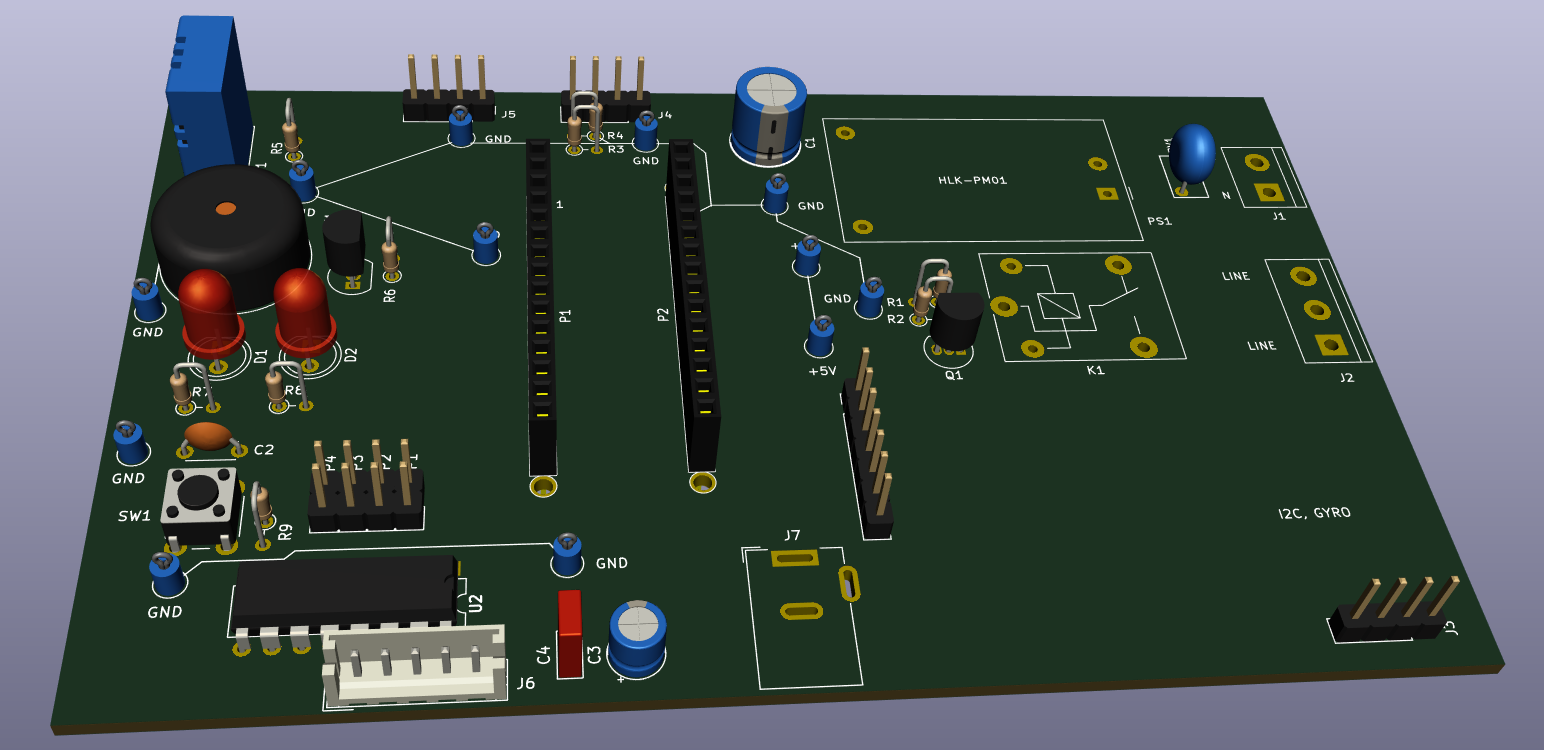 J5
J4
GND
R4
R3
GND
C1
R5
1
HLK-PM01
N
J1
PS1
GND
1
R6
P1
P2
+
GND
R1
R2
LINE
LINE
J2
K1
Q1
+5V
GND
D1
D2
R7
R8
C2
GND
P4
P3
P2
P1
SW1
R9
I2C, GYRO
J7
GND
GND
U2
C4
C3
+
J6
J3